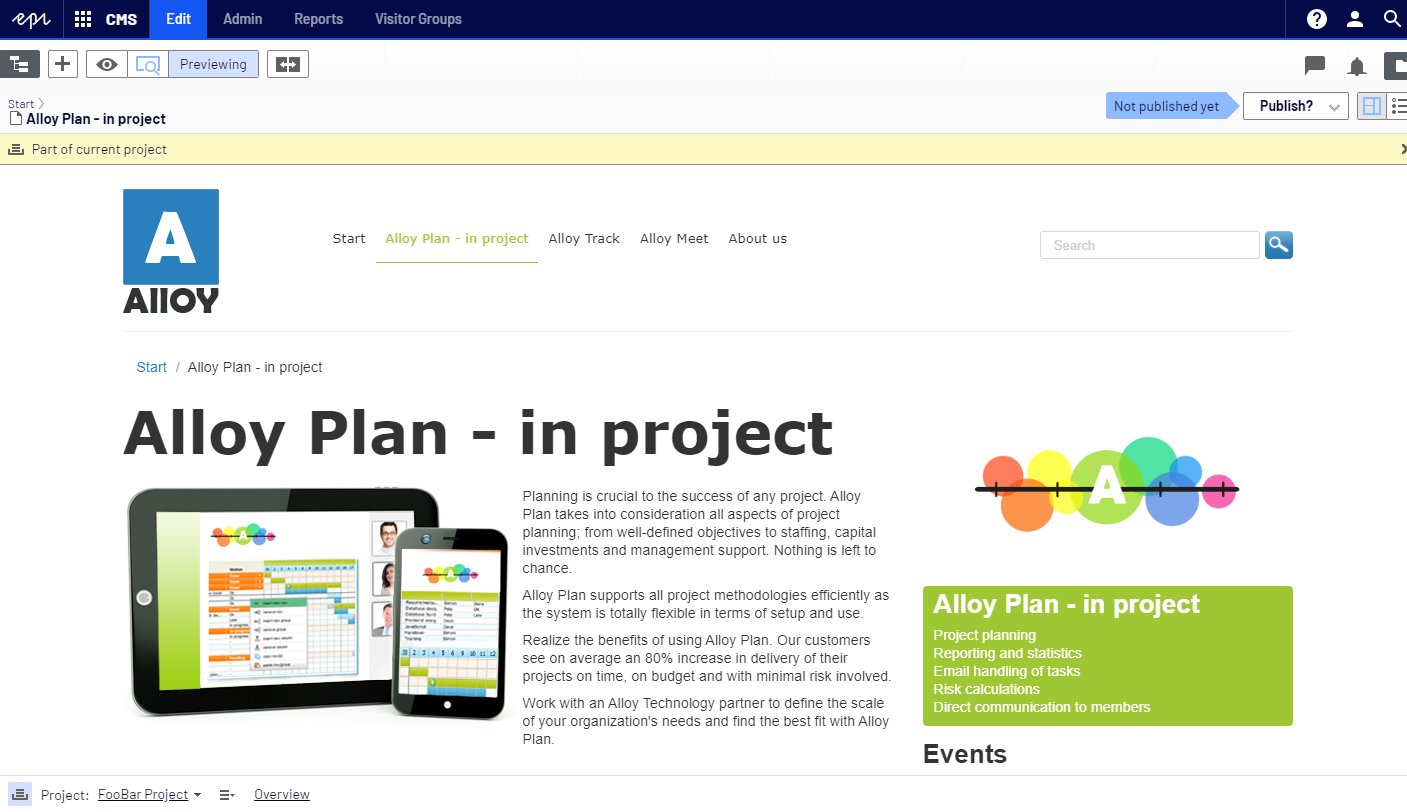 epi
CMS
Edit
Admin
Reports
Visitor Groups
Previewing
Start
Alloy Plan - in project
Not published yet
Publish?
Part of current project
A
Alloy
Start
Alloy Plan - in project
Alloy Track
Alloy Meet
About us
Search
Start / Alloy Plan - in project
Alloy Plan - in project
Planning is crucial to the success of any project. Alloy
Plan takes into consideration all aspects of project
planning; from well-defined objectives to staffing, capital
investments and management support. Nothing is left to
chance.
Alloy Plan supports all project methodologies efficiently as
the system is totally flexible in terms of setup and use.
Realize the benefits of using Alloy Plan. Our customers
see on average an 80% increase in delivery of their
projects on time, on budget and with minimal risk involved.
Work with an Alloy Technology partner to define the scale
of your organization's needs and find the best fit with Alloy
Plan.
A
Alloy Plan - in project
Project planning
Reporting and statistics
Email handling of tasks
Risk calculations
Direct communication to members
Events
Project: FooBar Project
Overview